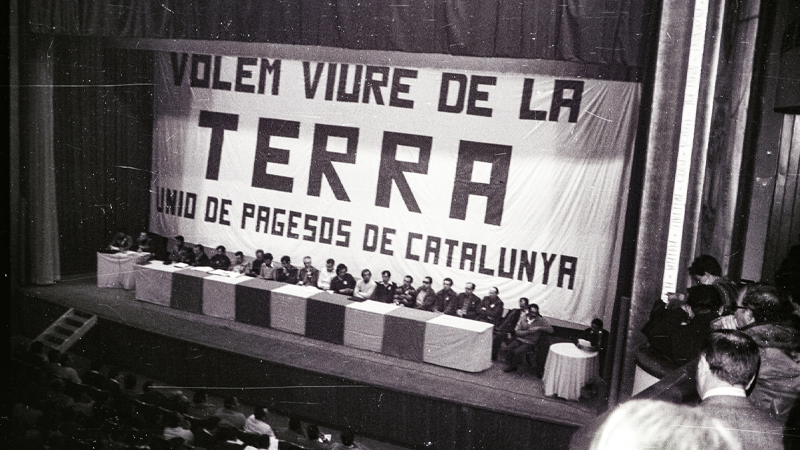 VOLEM VIURE DE LA
TERRA
UNIO DE PAGESOS DE CATALUNYA